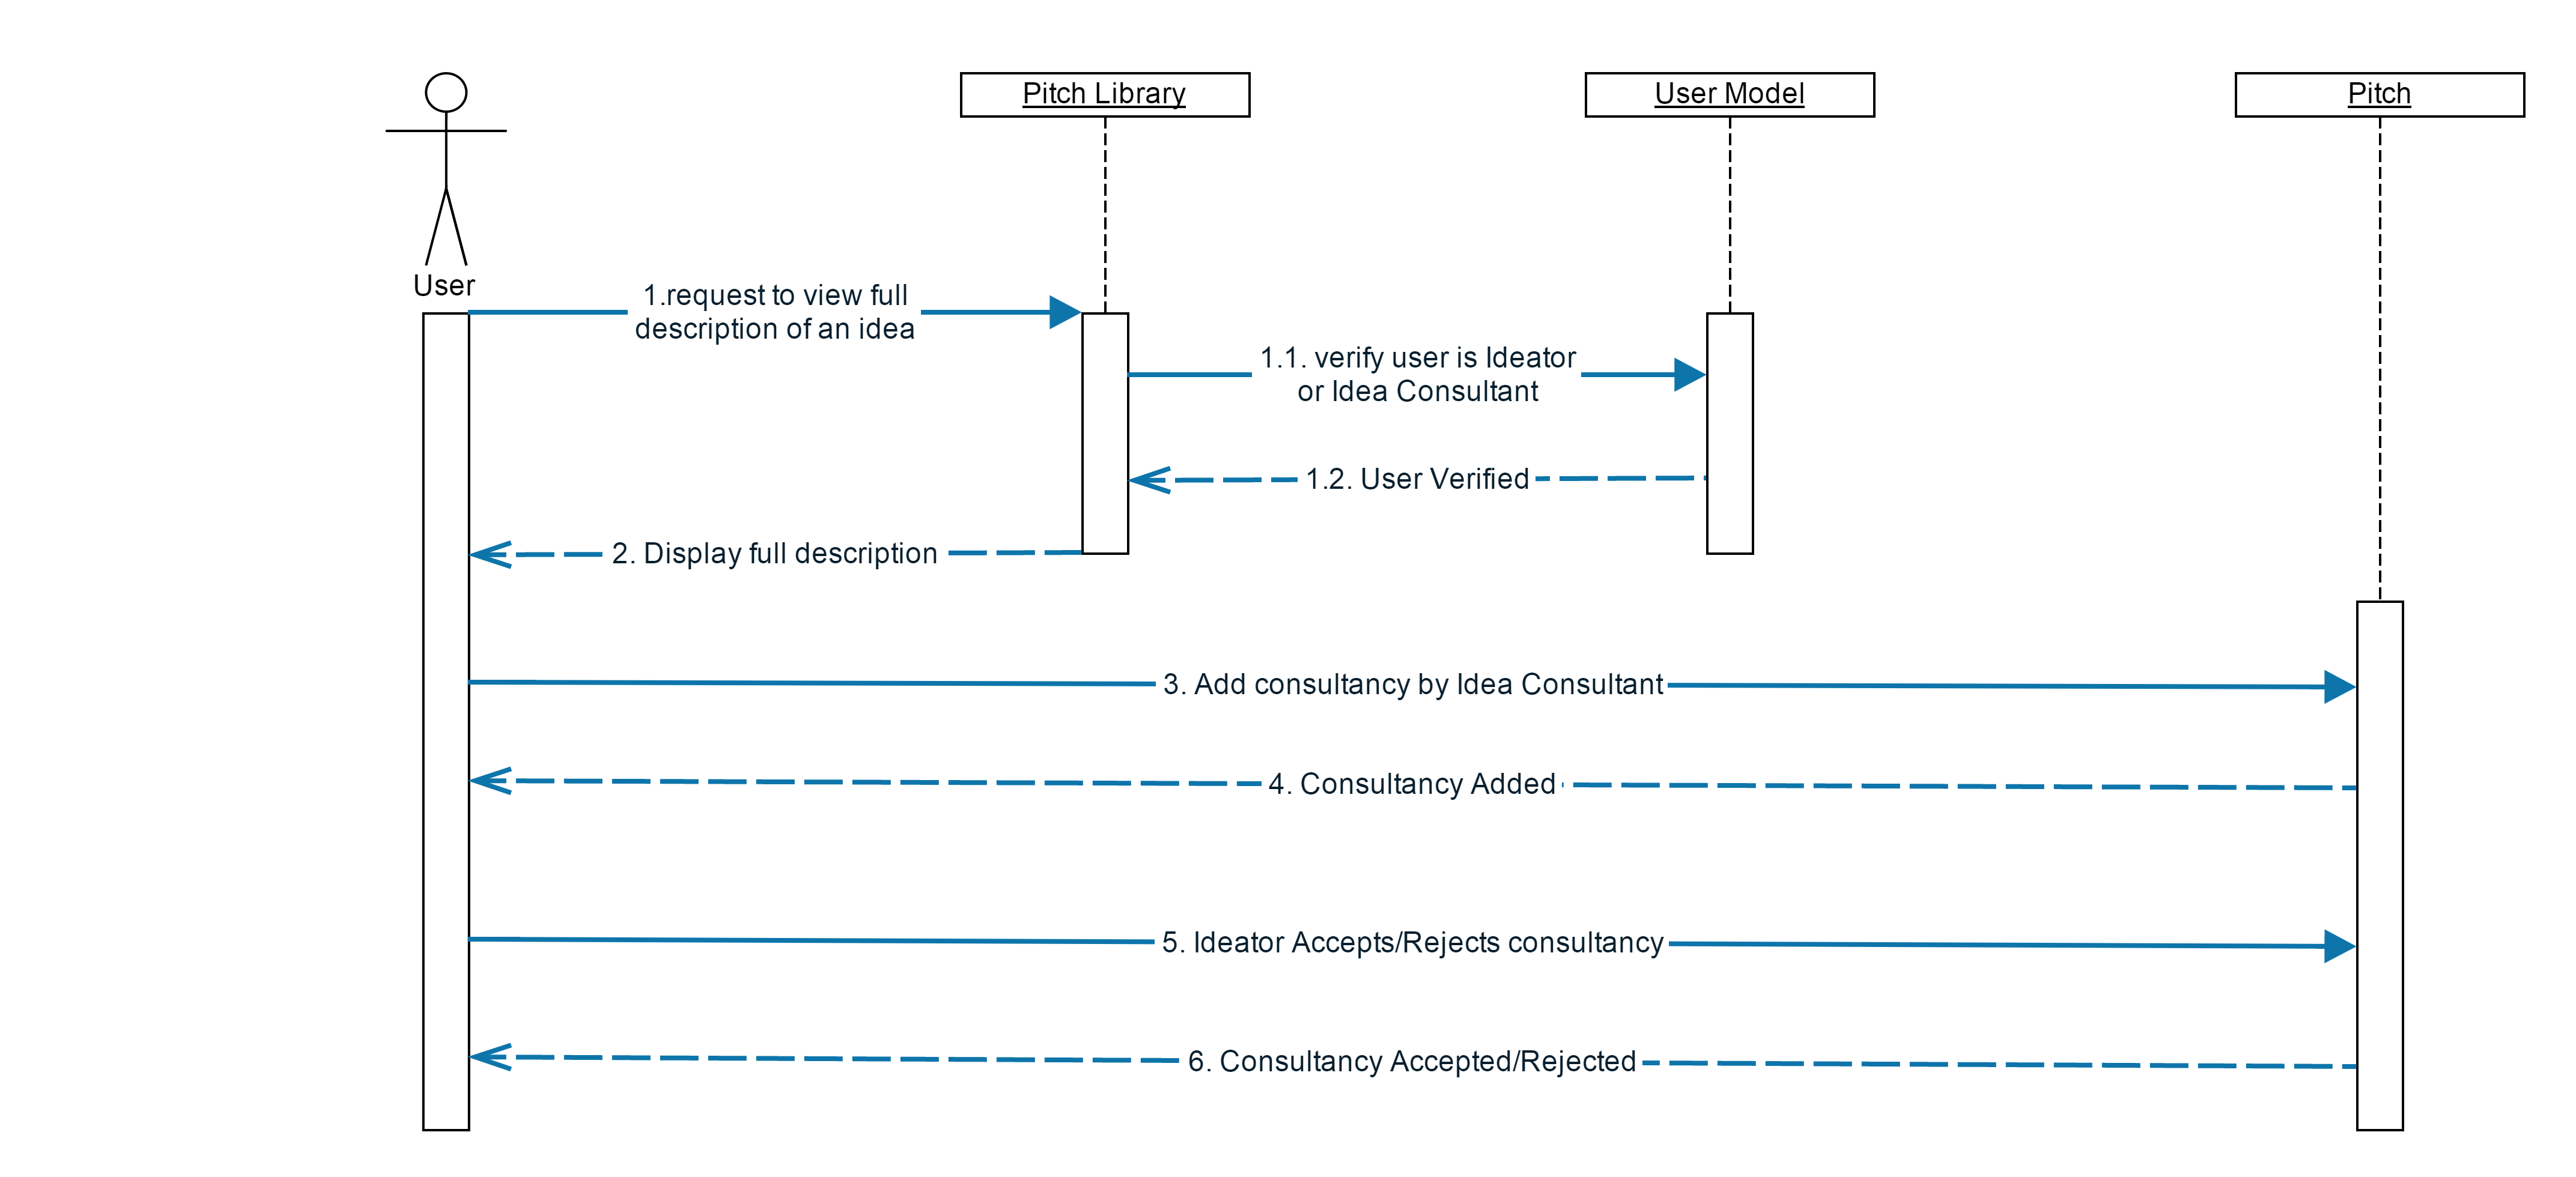 Pitch Library
User Model
Pitch
User
1.request to view full
description of an idea
1.1. verify user is Ideator
or Idea Consultant
1.2. User Verified
2. Display full description
3. Add consultancy by Idea Consultant
4. Consultancy Added
5. Ideator Accepts/Rejects consultancy
6. Consultancy Accepted/Rejected